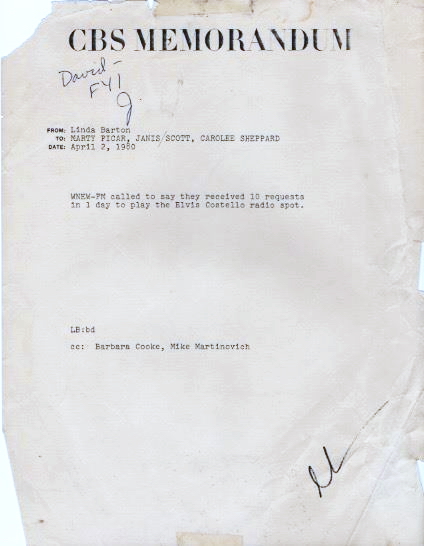 CBS MEMORANDUM
David -
FYI
J.
FROM: Linda Barton
TO: MARTY PICAR, JANIS SCOTT, CAROLEE SHEPPARD
DATE: April 2, 1980
WNEW-FM called to say they received 10 requests
in 1 day to play the Elvis Costello radio spot.
LB:bd
cc: Barbara Cooke, Mike Martinovich